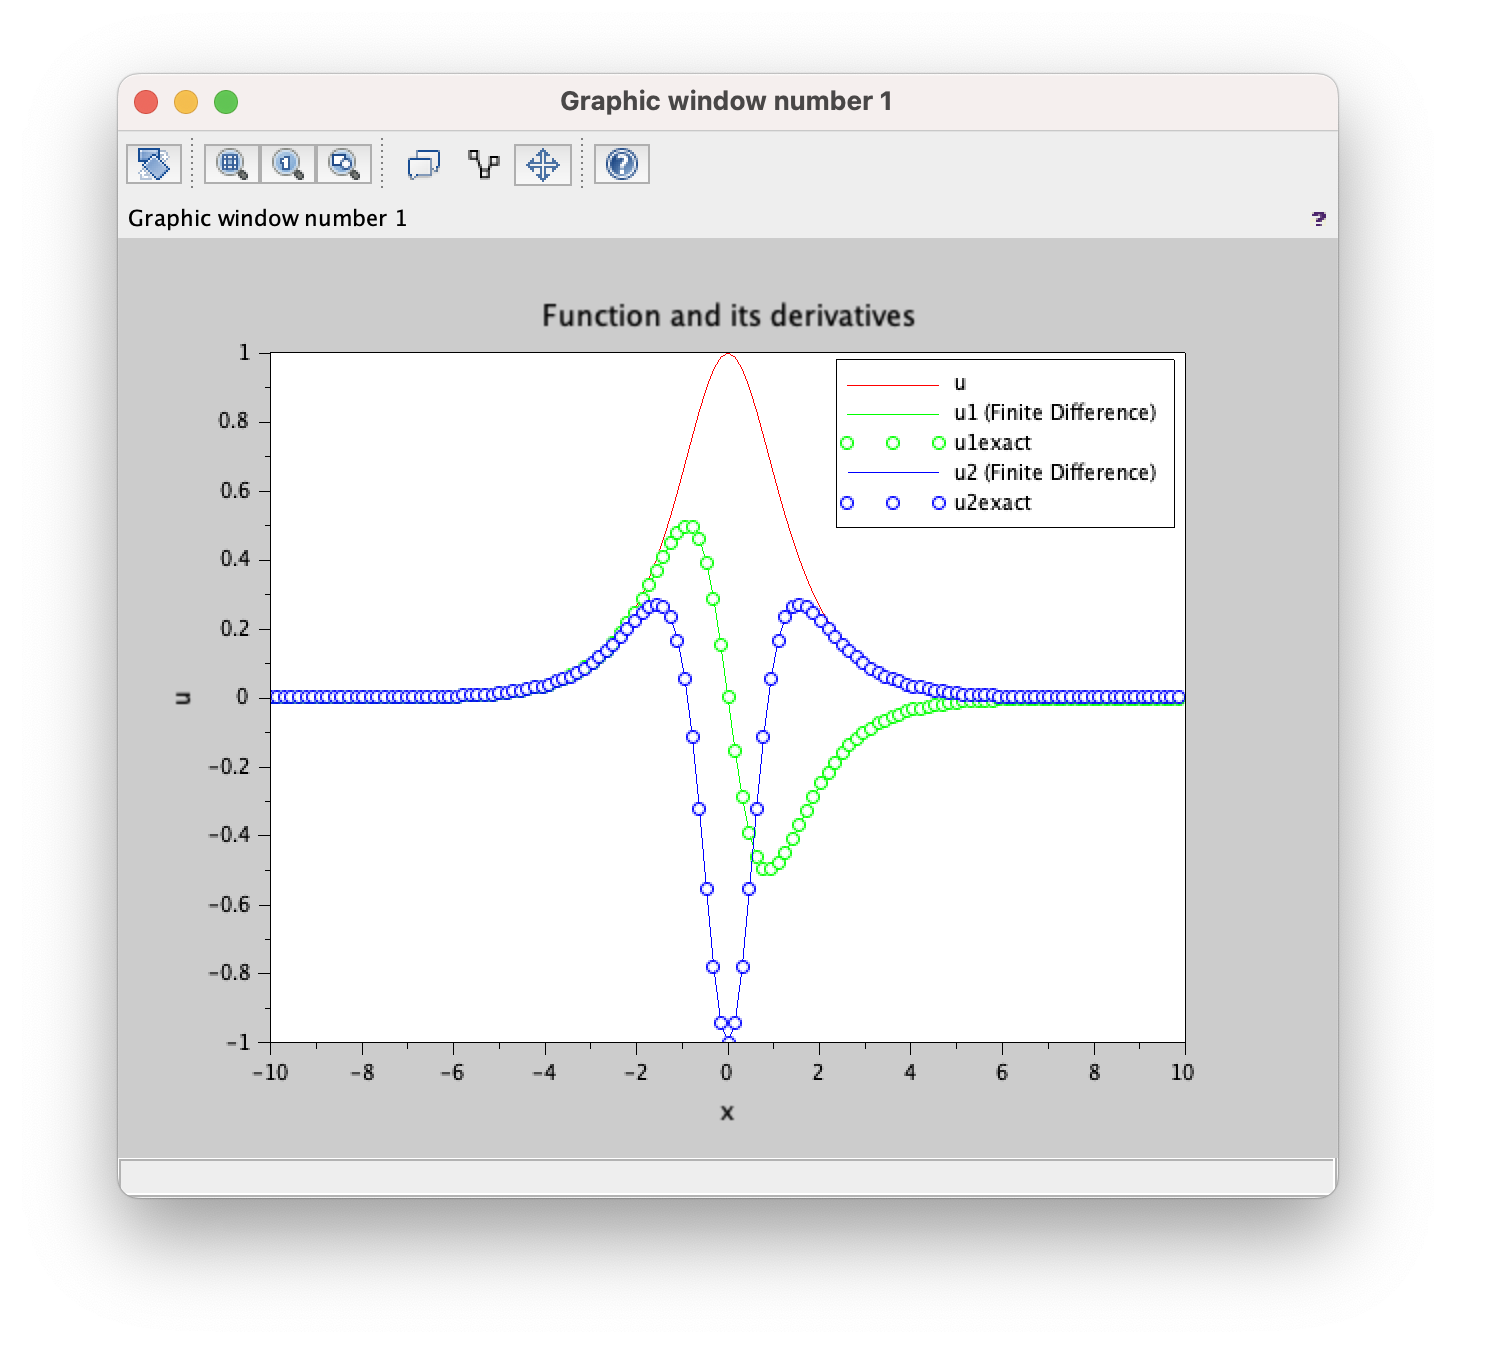 Graphic window number 1
1
Graphic window number 1
?
Function and its derivatives
u
u1 (Finite Difference)
u1exact
u2 (Finite Difference)
u2exact
1
0.8
0.6
0.4
0.2
0
-0.2
-0.4
-0.6
-0.8
-1
u
-10 -8 -6 -4 -2 0 2 4 6 8 10
x